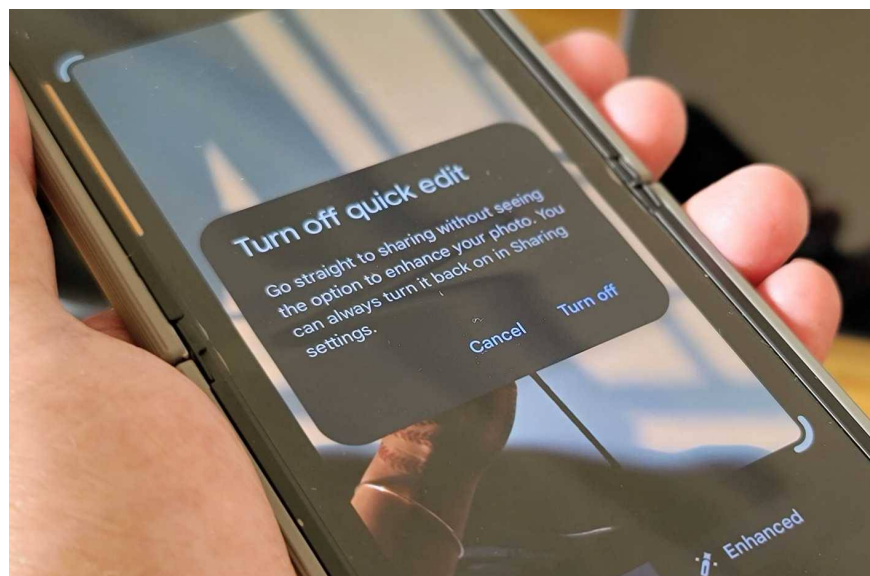 Turn off quick edit
Go straight to sharing without seeing
the option to enhance your photo. You
can always turn it back on in Sharing
settings.
Cancel Turn off
Enhanced